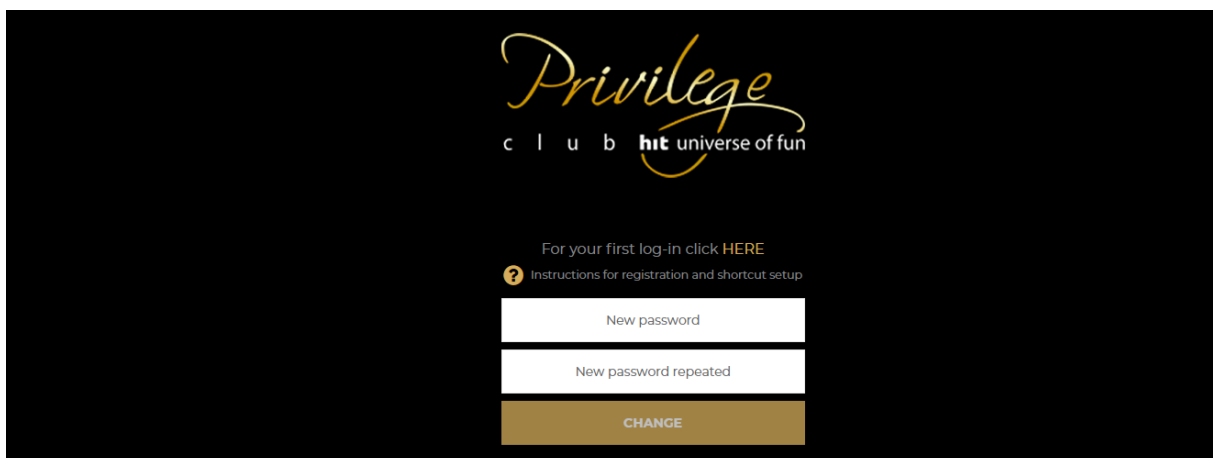 Privilege
club hit universe of fun
For your first log-in click HERE
? Instructions for registration and shortcut setup
New password
New password repeated
CHANGE